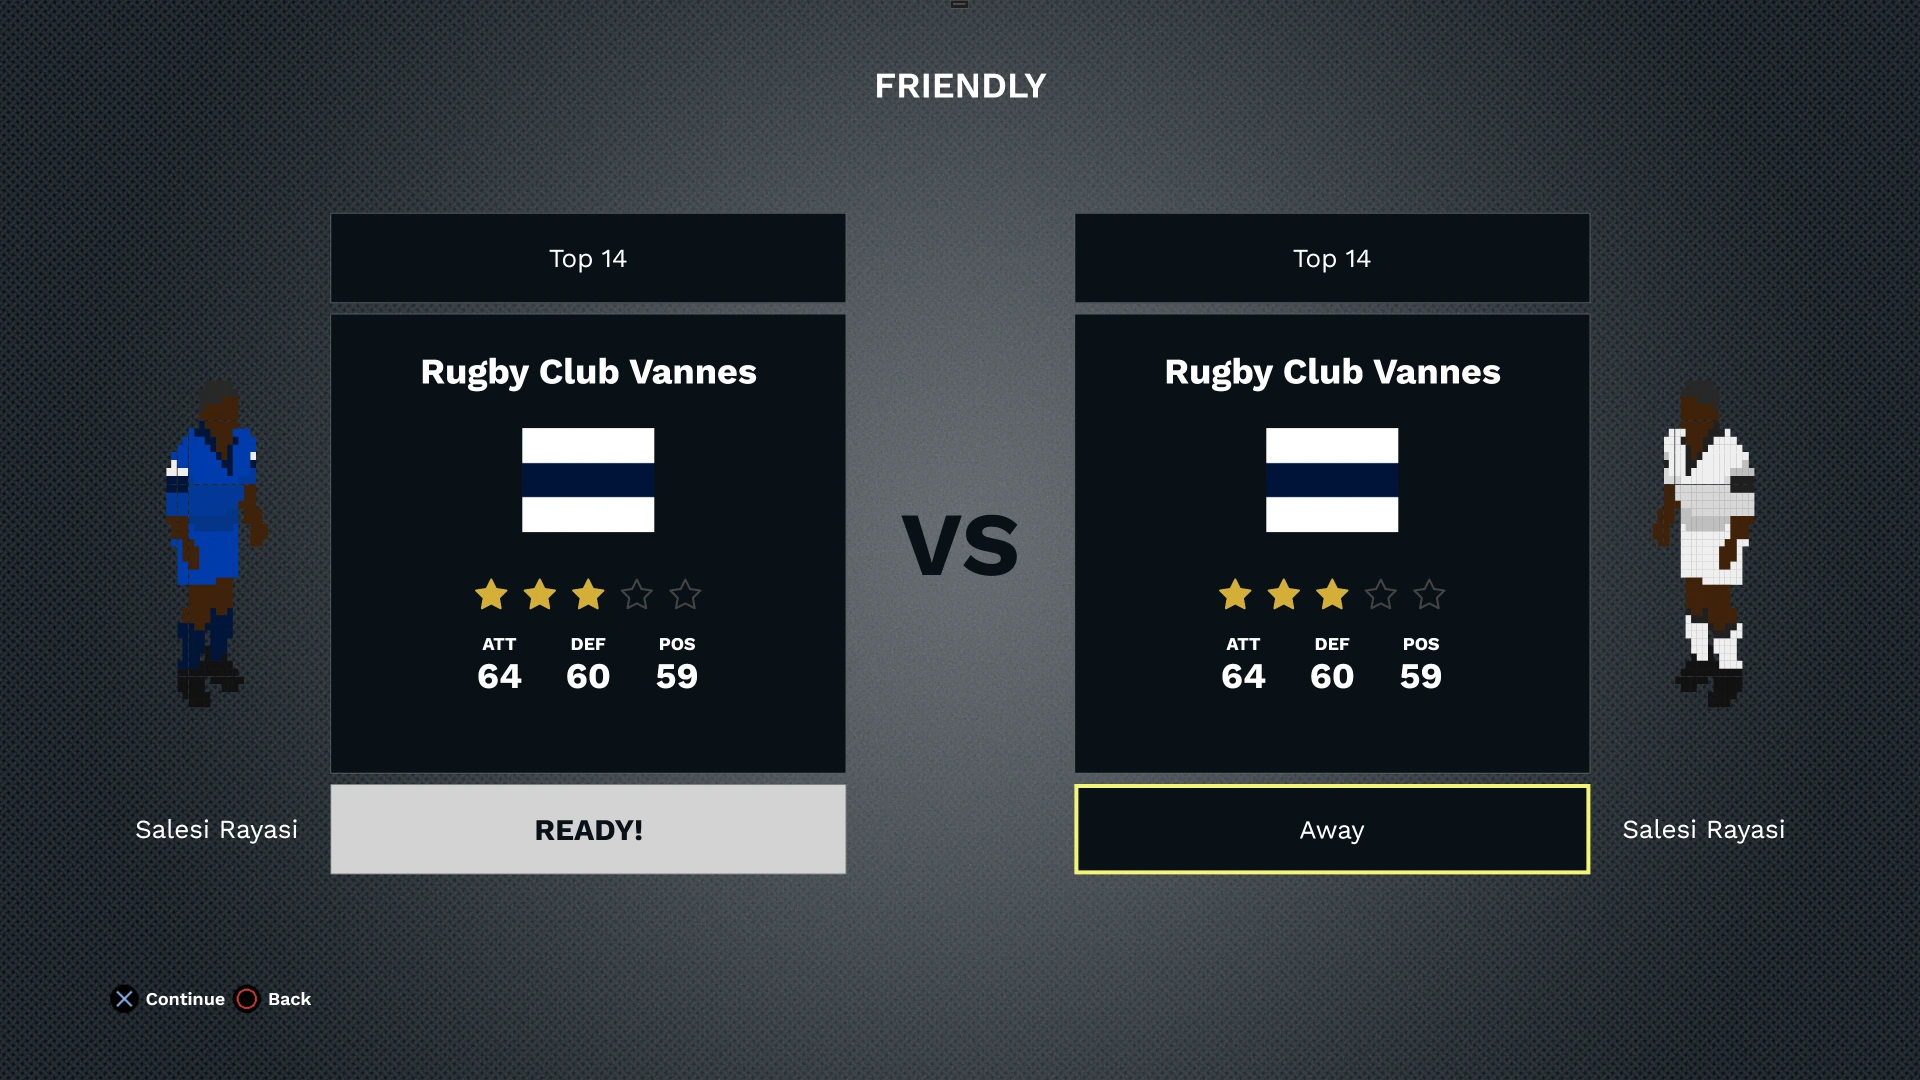 FRIENDLY
Top 14
Rugby Club Vannes
ATT DEF POS
64 60 59
READY!
Salesi Rayasi
VS
Top 14
Rugby Club Vannes
ATT DEF POS
64 60 59
Away
Salesi Rayasi
Continue Back